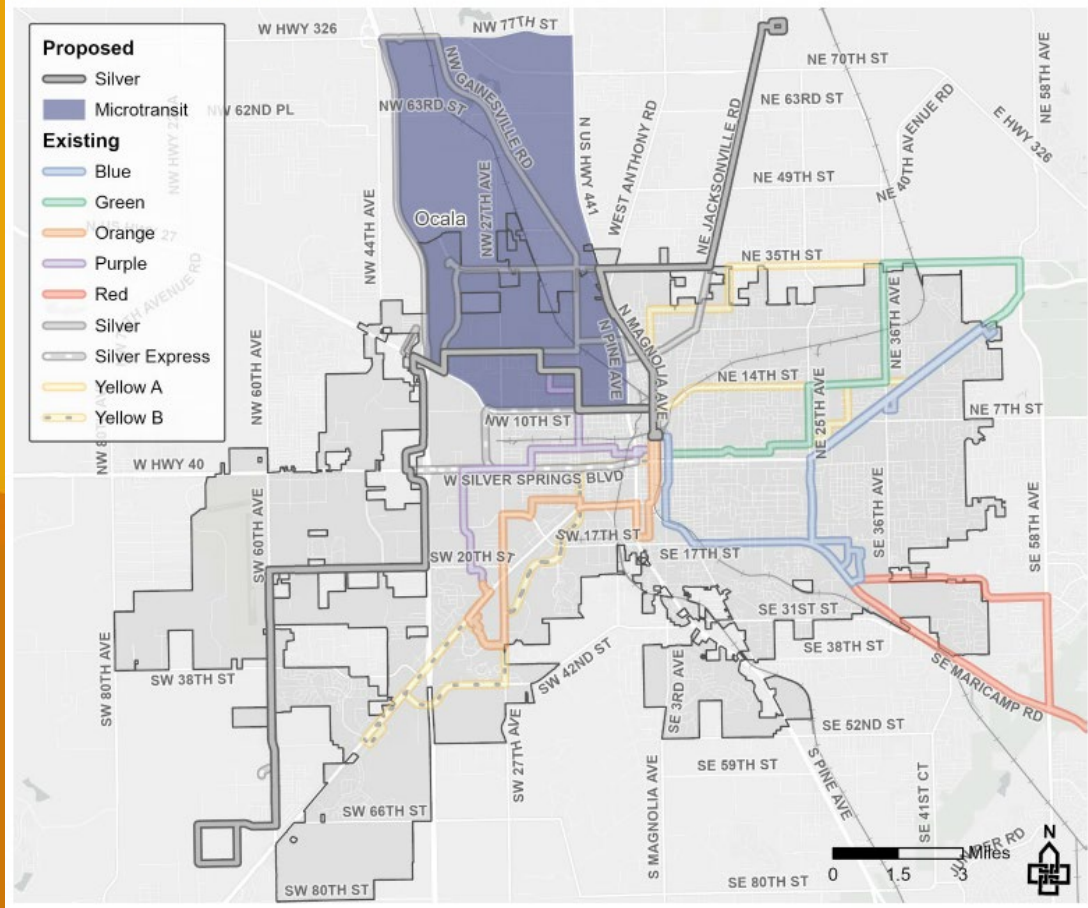 Proposed
Silver
Microtransit
Existing
Blue
Green
Orange
Purple
Red
Silver
Silver Express
Yellow A
Yellow B
W HWY 326
NW 77TH ST
NW GAINESVILLE RD
NW 62ND PL
NW 63RD ST
NE 70TH ST
NE 63RD ST
NE 58TH AVE
NE 40TH AVENUE RD
E HWY 326
N US HWY 441
WEST ANTHONY RD
NE JACKSONVILLE RD
NE 49TH ST
NW 44TH AVE
NW 27TH AVE
Ocala
NE 35TH ST
NW 60TH AVE
N PINE AVE
N MAGNOLIA AVE
NE 36TH AVE
NE 14TH ST
NE 25TH AVE
NE 7TH ST
NW 10TH ST
W HWY 40
W SILVER SPRINGS BLVD
SW 60TH AVE
SW 20TH ST
SW 17TH ST
SE 17TH ST
SE 36TH AVE
SE 58TH AVE
SE 31ST ST
SE 38TH ST
SW 80TH AVE
SW 38TH ST
SW 42ND ST
SE 3RD AVE
SE MARICAMP RD
SW 27TH AVE
SE 52ND ST
S MAGNOLIA AVE
SE 59TH ST
S PINE AVE
SE 41ST CT
SW 66TH ST
SW 80TH ST
SE 80TH ST
0 1.5 3 Miles
N